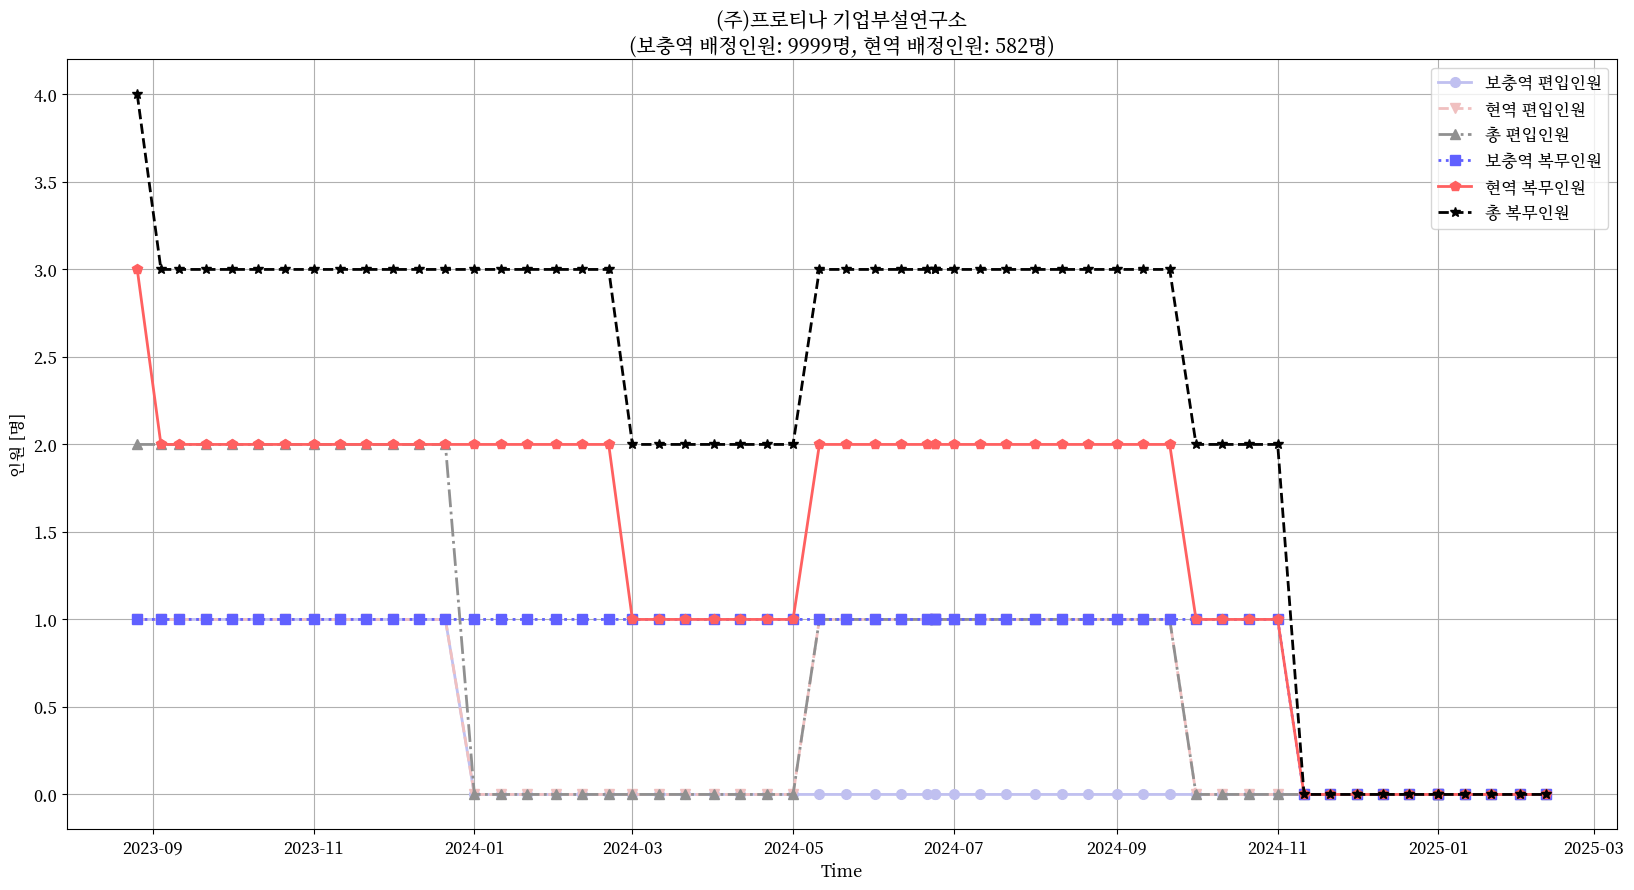 (주)프로티나 기업부설연구소
(보충역 배정인원: 9999명, 현역 배정인원: 582명)
보충역 편입인원
현역 편입인원
총 편입인원
보충역 복무인원
현역 복무인원
총 복무인원
인원 [명]
4.0
3.5
3.0
2.5
2.0
1.5
1.0
0.5
0.0
2023-09 2023-11 2024-01 2024-03 2024-05 2024-07 2024-09 2024-11 2025-01 2025-03
Time